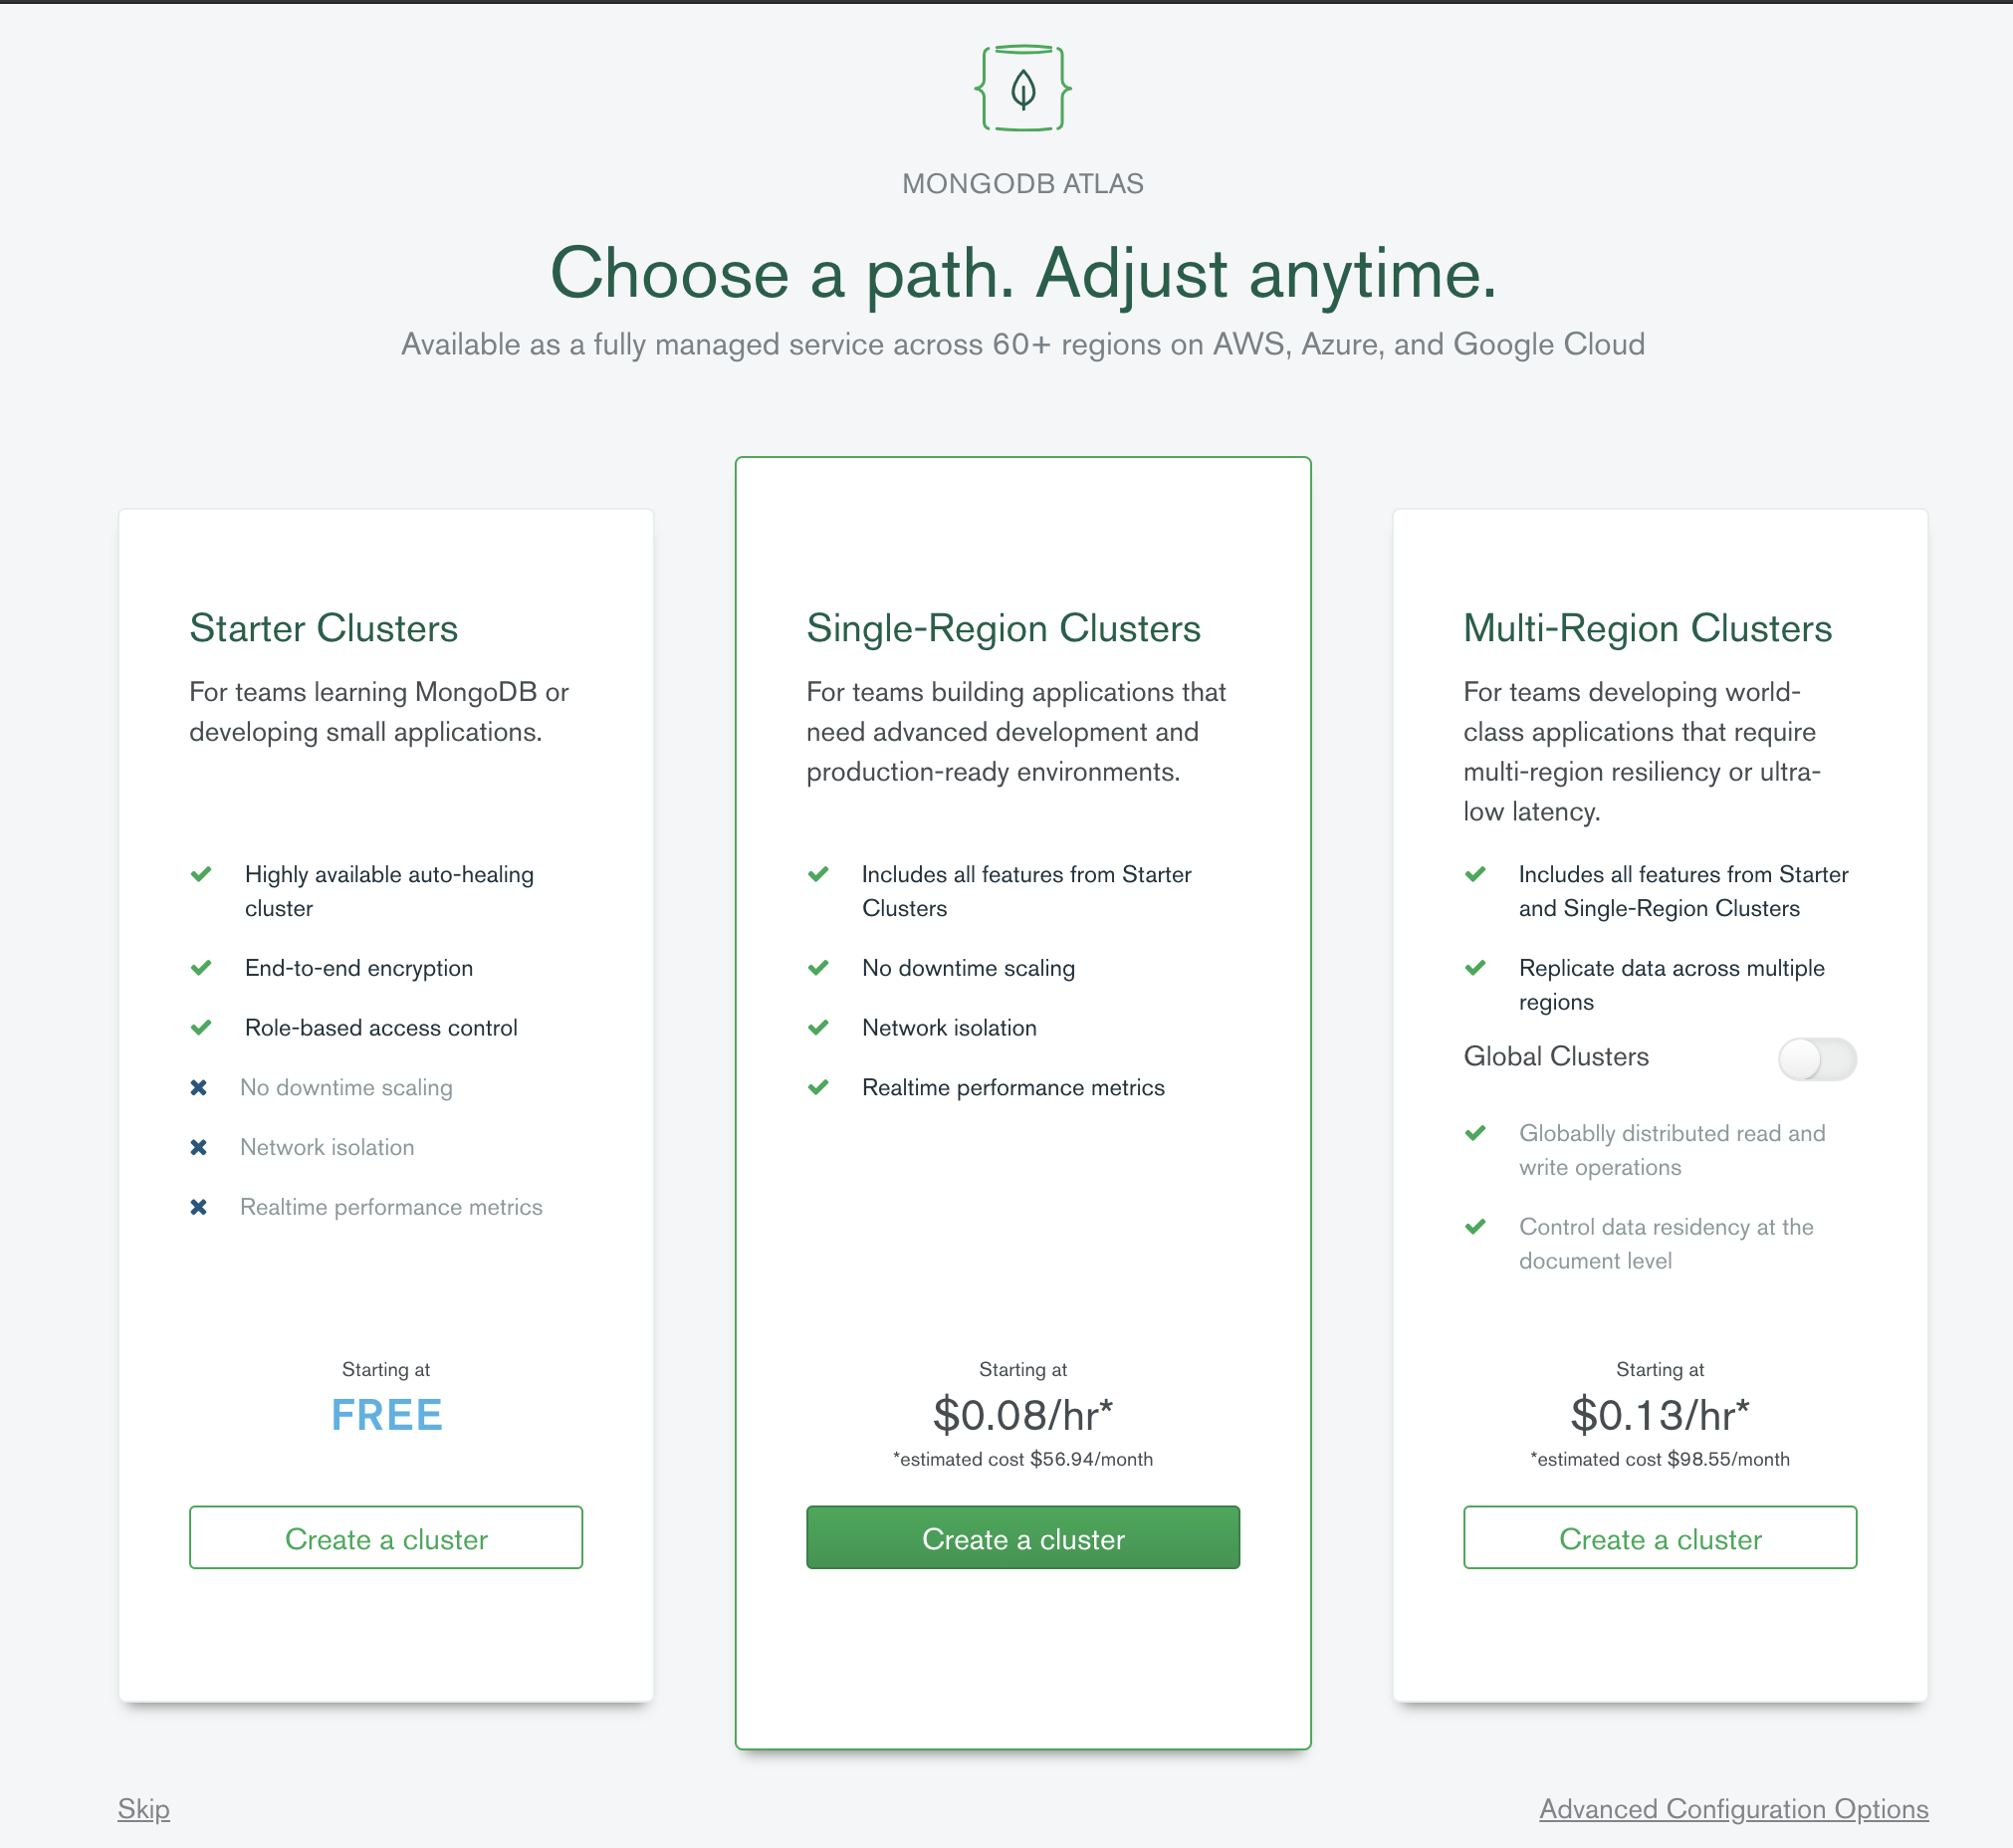 MONGODB ATLAS
Choose a path. Adjust anytime.
Available as a fully managed service across 60+ regions on AWS, Azure, and Google Cloud
Starter Clusters
For teams learning MongoDB or
developing small applications.
Highly available auto-healing
cluster
End-to-end encryption
Role-based access control
No downtime scaling
Network isolation
Realtime performance metrics
Starting at
FREE
Create a cluster
Single-Region Clusters
For teams building applications that
need advanced development and
production-ready environments.
Includes all features from Starter
Clusters
No downtime scaling
Network isolation
Realtime performance metrics
Starting at
$0.08/hr*
*estimated cost $56.94/month
Create a cluster
Multi-Region Clusters
For teams developing world-
class applications that require
multi-region resiliency or ultra-
low latency.
Includes all features from Starter
and Single-Region Clusters
Replicate data across multiple
regions
Global Clusters
Globablly distributed read and
write operations
Control data residency at the
document level
Starting at
$0.13/hr*
*estimated cost $98.55/month
Create a cluster
Skip
Advanced Configuration Options